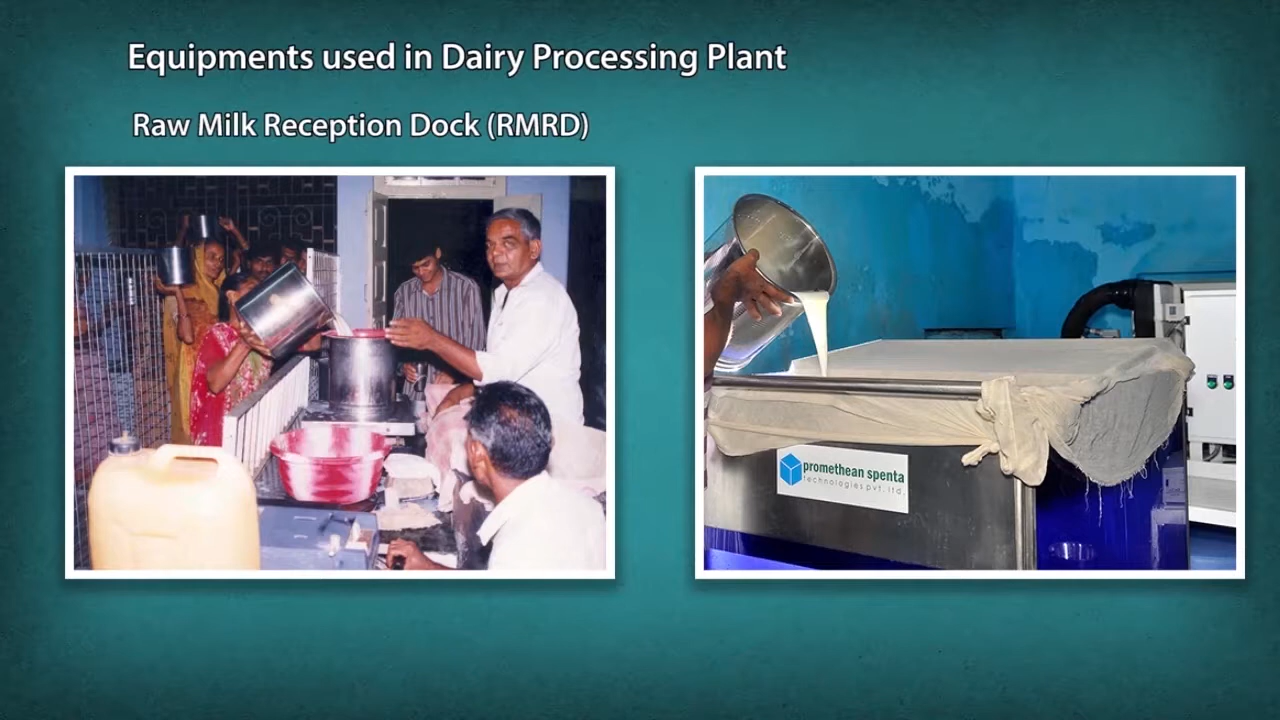 Equipments used in Dairy Processing Plant
Raw Milk Reception Dock (RMRD)
promethean spenta
technologies pvt. ltd.